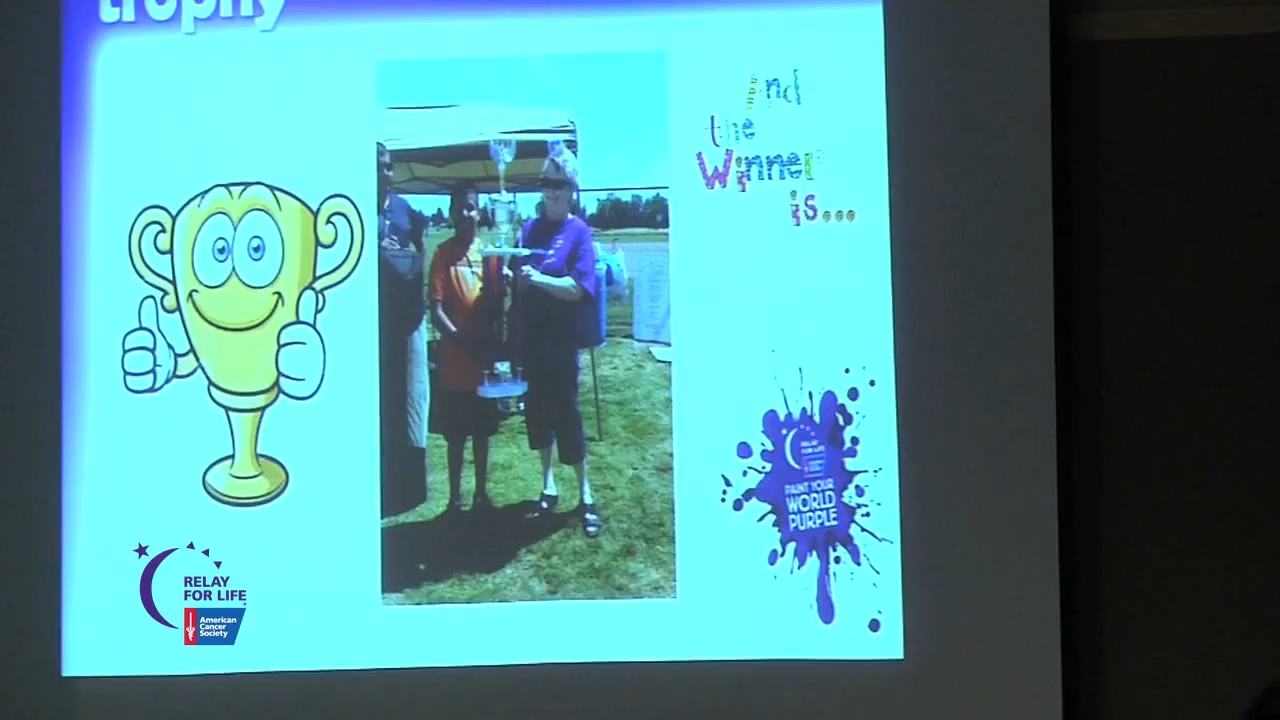 trophy
And
the
Winner
is...
RELAY
FOR LIFE
PAINT YOUR
WORLD
PURPLE
RELAY
FOR LIFE
American
Cancer
Society